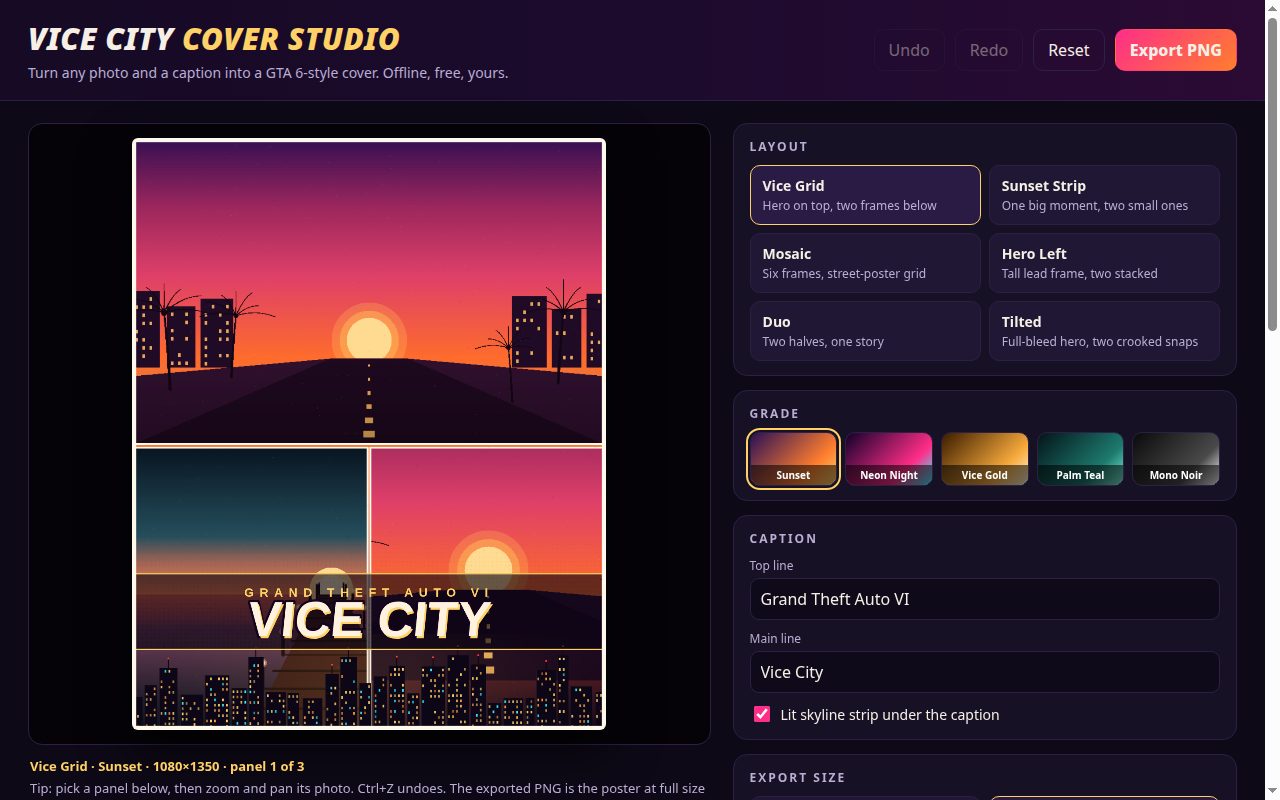 VICE CITY COVER STUDIO
Turn any photo and a caption into a GTA 6-style cover. Offline, free, yours.
Undo
Redo
Reset
Export PNG
GRAND THEFT AUTO VI
VICE CITY
Vice Grid · Sunset · 1080×1350 · panel 1 of 3
Tip: pick a panel below, then zoom and pan its photo. Ctrl+Z undoes. The exported PNG is the poster at full size
LAYOUT
Vice Grid
Hero on top, two frames below
Sunset Strip
One big moment, two small ones
Mosaic
Six frames, street-poster grid
Hero Left
Tall lead frame, two stacked
Duo
Two halves, one story
Tilted
Full-bleed hero, two crooked snaps
GRADE
Sunset
Neon Night
Vice Gold
Palm Teal
Mono Noir
CAPTION
Top line
Grand Theft Auto VI
Main line
Vice City
Lit skyline strip under the caption
EXPORT SIZE